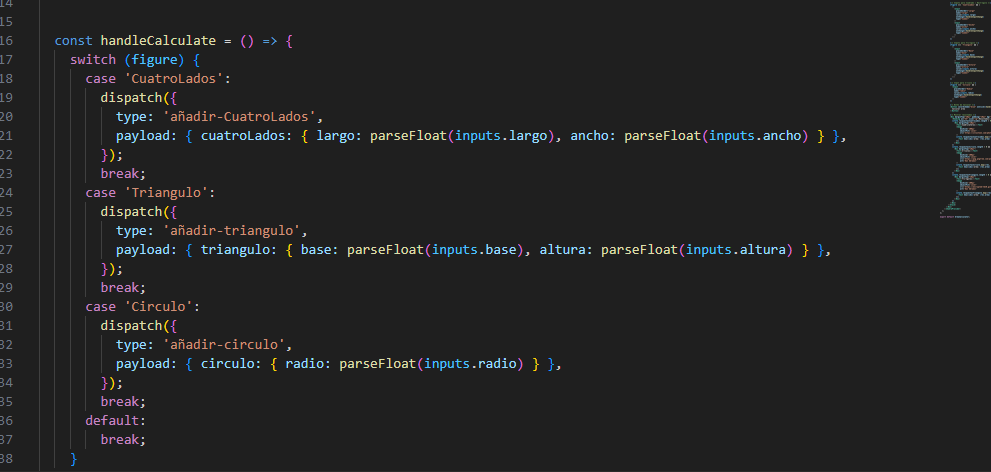 14
15
16 const handleCalculate = () => {
17 switch (figure) {
18 case 'CuatroLados':
19 dispatch({
20 type: 'añadir-CuatroLados',
21 payload: { cuatroLados: { largo: parseFloat(inputs.largo), ancho: parseFloat(inputs.ancho) } },
22 });
23 break;
24 case 'Triangulo':
25 dispatch({
26 type: 'añadir-triangulo',
27 payload: { triangulo: { base: parseFloat(inputs.base), altura: parseFloat(inputs.altura) } },
28 });
29 break;
30 case 'Circulo':
31 dispatch({
32 type: 'añadir-circulo',
33 payload: { circulo: { radio: parseFloat(inputs.radio) } },
34 });
35 break;
36 default:
37 break;
38 }